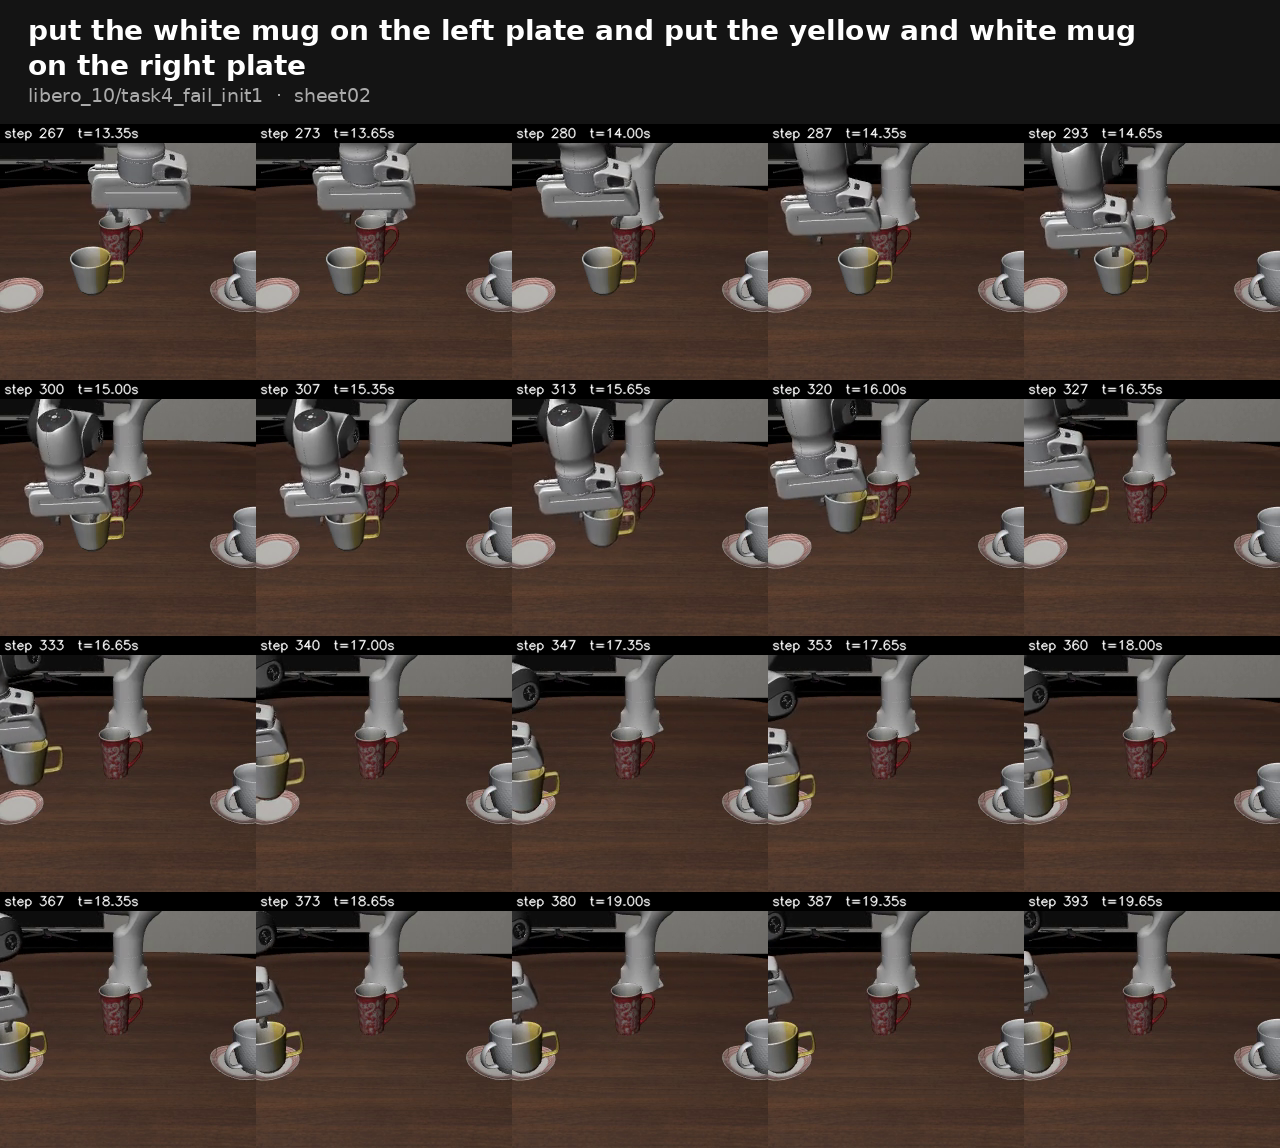 put the white mug on the left plate and put the yellow and white mug
on the right plate
libero_10/task4_fail_init1 · sheet02
step 267 t=13.35s
step 273 t=13.65s
step 280 t=14.00s
step 287 t=14.35s
step 293 t=14.65s
step 300 t=15.00s
step 307 t=15.35s
step 313 t=15.65s
step 320 t=16.00s
step 327 t=16.35s
step 333 t=16.65s
step 340 t=17.00s
step 347 t=17.35s
step 353 t=17.65s
step 360 t=18.00s
step 367 t=18.35s
step 373 t=18.65s
step 380 t=19.00s
step 387 t=19.35s
step 393 t=19.65s